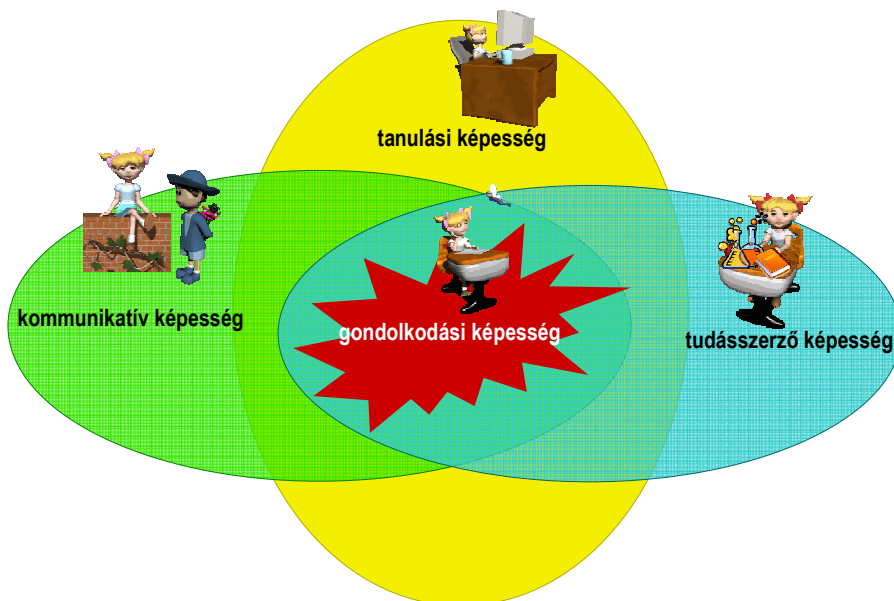 tanulási képesség
kommunikatív képesség
gondolkodási képesség
tudásszerző képesség